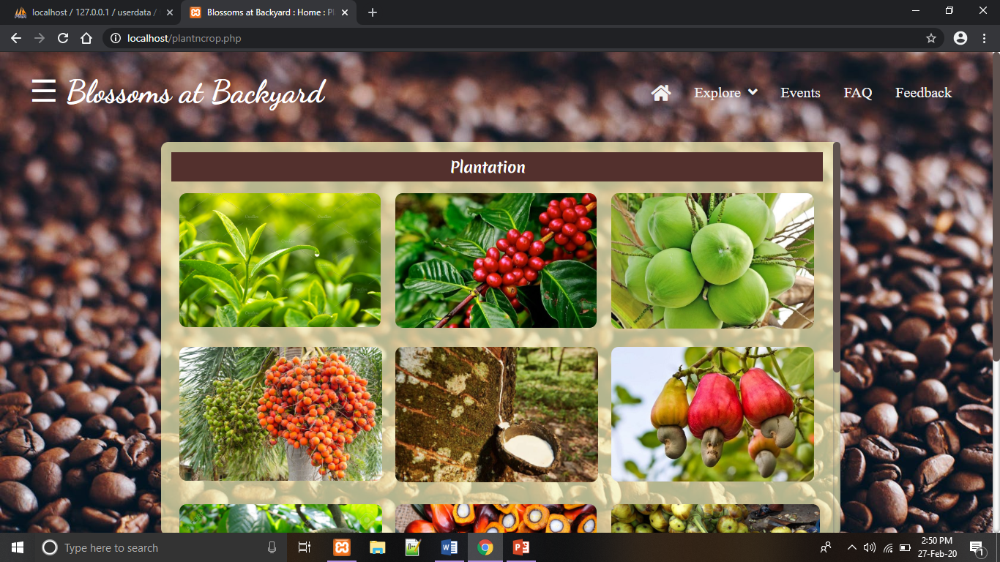 localhost / 127.0.0.1 / userdata /
Blossoms at Backyard : Home : Pl
localhost/plantncrop.php
Blossoms at Backyard
Explore
Events
FAQ
Feedback
Plantation
Type here to search
2:50 PM
27-Feb-20
1